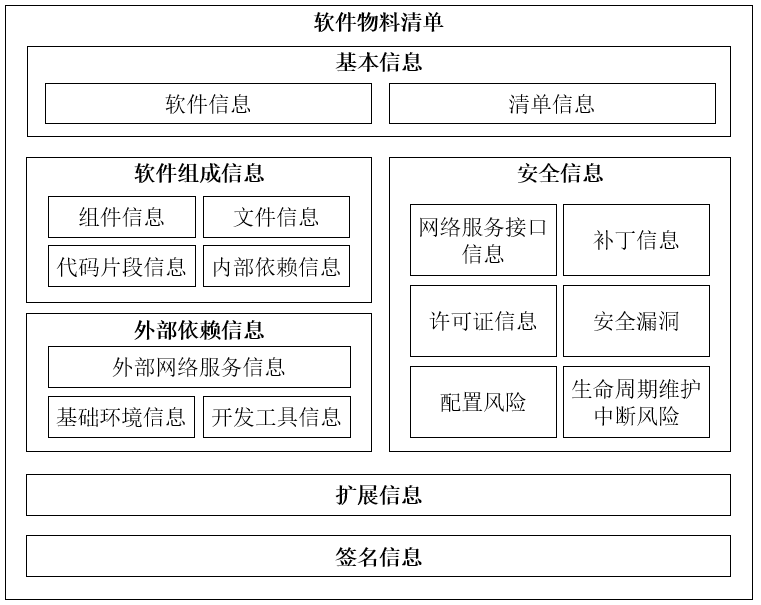 软件物料清单
基本信息
软件信息
清单信息
软件组成信息
组件信息
文件信息
代码片段信息
内部依赖信息
外部依赖信息
外部网络服务信息
基础环境信息
开发工具信息
安全信息
网络服务接口
信息
补丁信息
许可证信息
安全漏洞
配置风险
生命周期维护
中断风险
扩展信息
签名信息